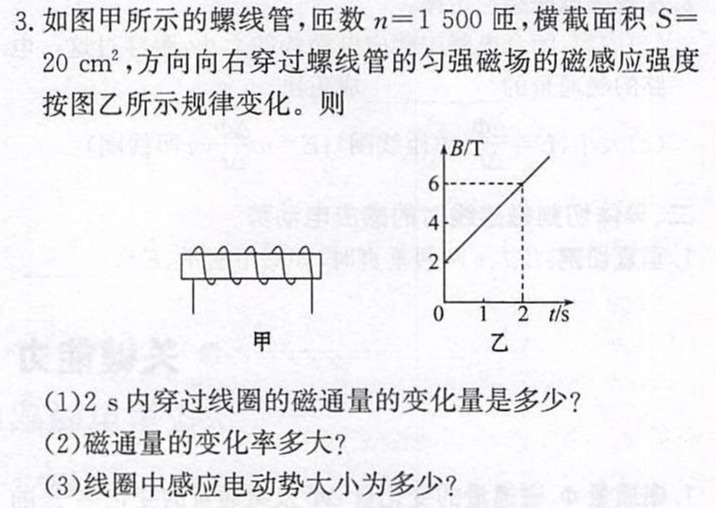 3. 如图甲所示的螺线管,匝数 n=1 500 匝,横截面积 S=
20 cm²,方向向右穿过螺线管的匀强磁场的磁感应强度
按图乙所示规律变化。则
B/T
6
4
2
0 1 2 t/s
甲
乙
(1)2 s 内穿过线圈的磁通量的变化量是多少?
(2)磁通量的变化率多大?
(3)线圈中感应电动势大小为多少?